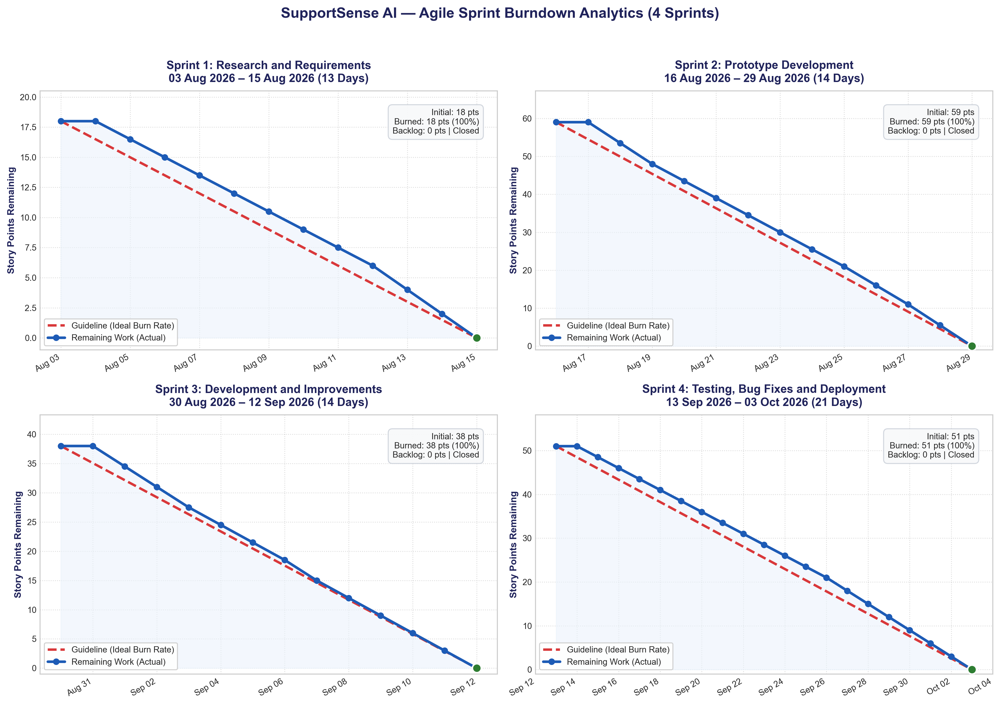 SupportSense AI — Agile Sprint Burndown Analytics (4 Sprints)
Sprint 1: Research and Requirements
03 Aug 2026 – 15 Aug 2026 (13 Days)
Story Points Remaining
20.0
17.5
15.0
12.5
10.0
7.5
5.0
2.5
0.0
Initial: 18 pts
Burned: 18 pts (100%)
Backlog: 0 pts | Closed
Guideline (Ideal Burn Rate)
Remaining Work (Actual)
Aug 03
Aug 05
Aug 07
Aug 09
Aug 11
Aug 13
Aug 15
Sprint 2: Prototype Development
16 Aug 2026 – 29 Aug 2026 (14 Days)
Story Points Remaining
60
50
40
30
20
10
0
Initial: 59 pts
Burned: 59 pts (100%)
Backlog: 0 pts | Closed
Guideline (Ideal Burn Rate)
Remaining Work (Actual)
Aug 17
Aug 19
Aug 21
Aug 23
Aug 25
Aug 27
Aug 29
Sprint 3: Development and Improvements
30 Aug 2026 – 12 Sep 2026 (14 Days)
Story Points Remaining
40
35
30
25
20
15
10
5
0
Initial: 38 pts
Burned: 38 pts (100%)
Backlog: 0 pts | Closed
Guideline (Ideal Burn Rate)
Remaining Work (Actual)
Aug 31
Sep 02
Sep 04
Sep 06
Sep 08
Sep 10
Sep 12
Sprint 4: Testing, Bug Fixes and Deployment
13 Sep 2026 – 03 Oct 2026 (21 Days)
Story Points Remaining
50
40
30
20
10
0
Initial: 51 pts
Burned: 51 pts (100%)
Backlog: 0 pts | Closed
Guideline (Ideal Burn Rate)
Remaining Work (Actual)
Sep 12
Sep 14
Sep 16
Sep 18
Sep 20
Sep 22
Sep 24
Sep 26
Sep 28
Sep 30
Oct 02
Oct 04